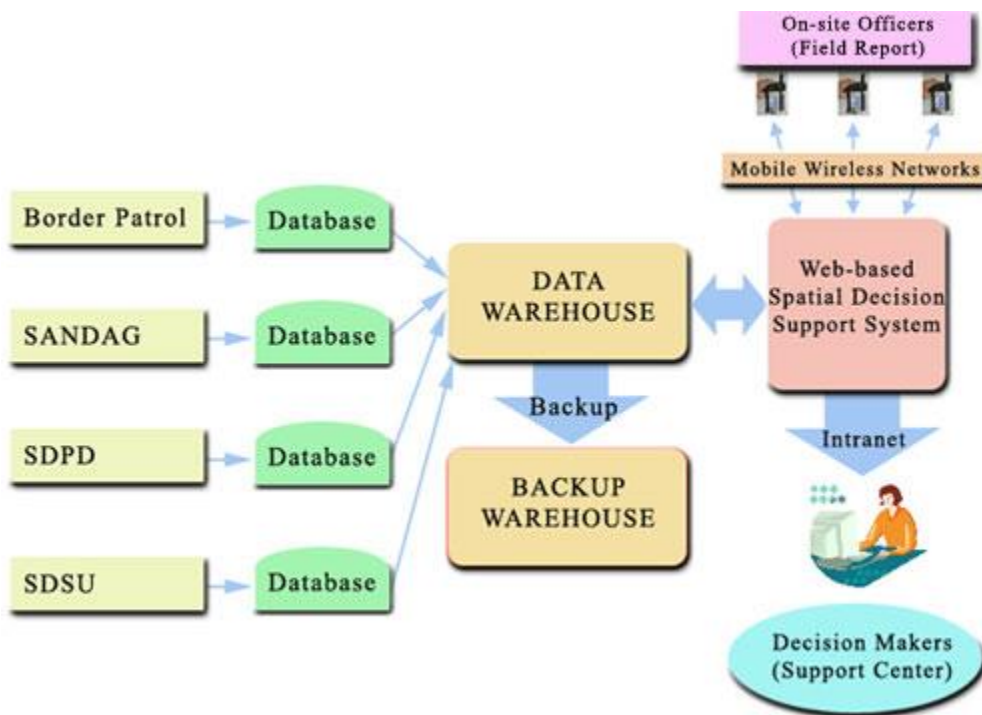 On-site Officers
(Field Report)
Mobile Wireless Networks
Border Patrol
Database
SANDAG
Database
SDPD
Database
SDSU
Database
DATA
WAREHOUSE
Backup
BACKUP
WAREHOUSE
Web-based
Spatial Decision
Support System
Intranet
Decision Makers
(Support Center)